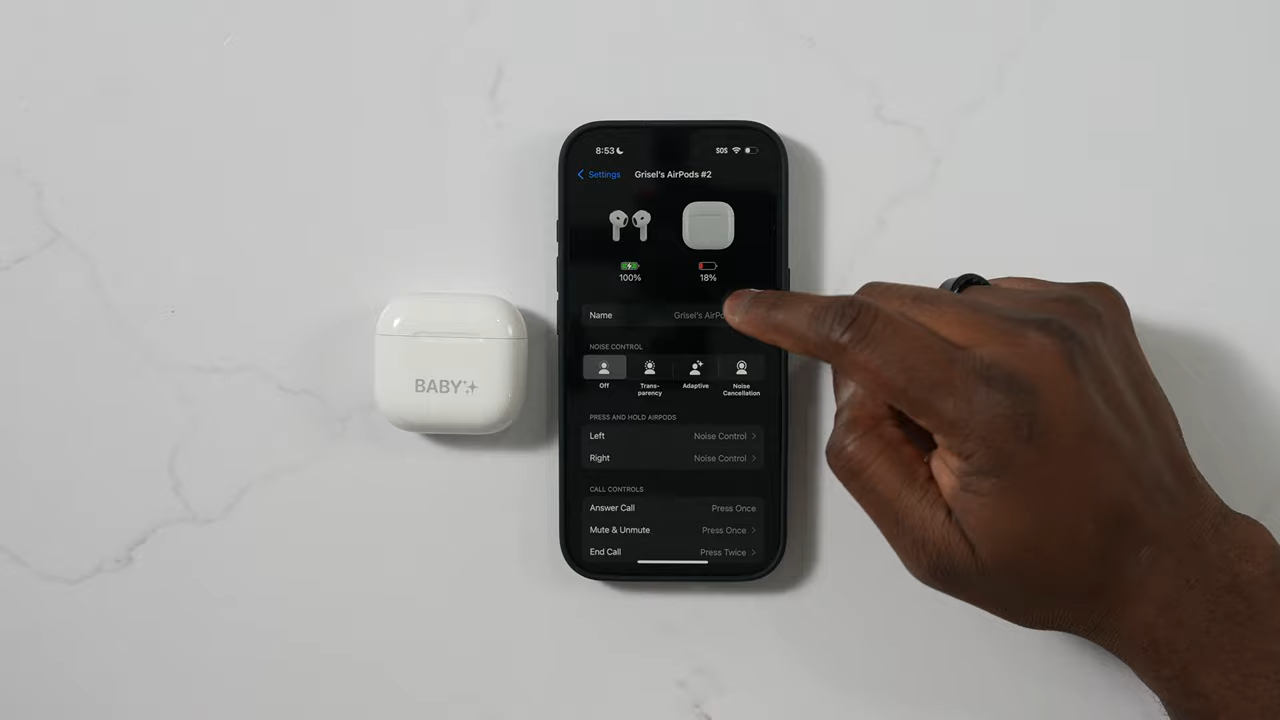 8:53 SOS
Settings Grisel's AirPods #2
100% 18%
Name Grisel's
NOISE CONTROL
Off Trans-
parency Adaptive Noise
Cancellation
PRESS AND HOLD AIRPODS
Left Noise Control
Right Noise Control
CALL CONTROLS
Answer Call Press Once
Mute & Unmute Press Once
End Call Press Twice
BABY